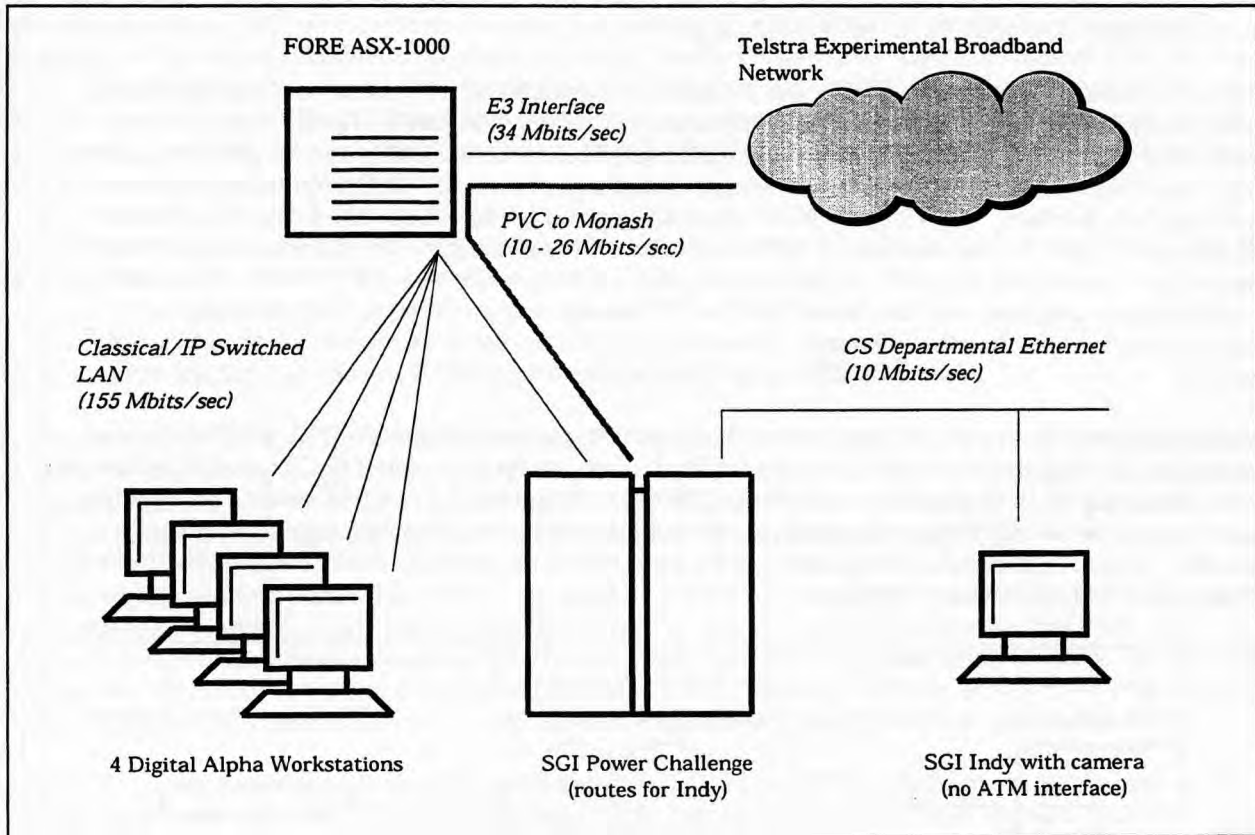 FORE ASX-1000
Telstra Experimental Broadband
Network
E3 Interface
(34 Mbits/sec)
PVC to Monash
(10 - 26 Mbits/sec)
Classical/IP Switched
LAN
(155 Mbits/sec)
CS Departmental Ethernet
(10 Mbits/sec)
4 Digital Alpha Workstations
SGI Power Challenge
(routes for Indy)
SGI Indy with camera
(no ATM interface)